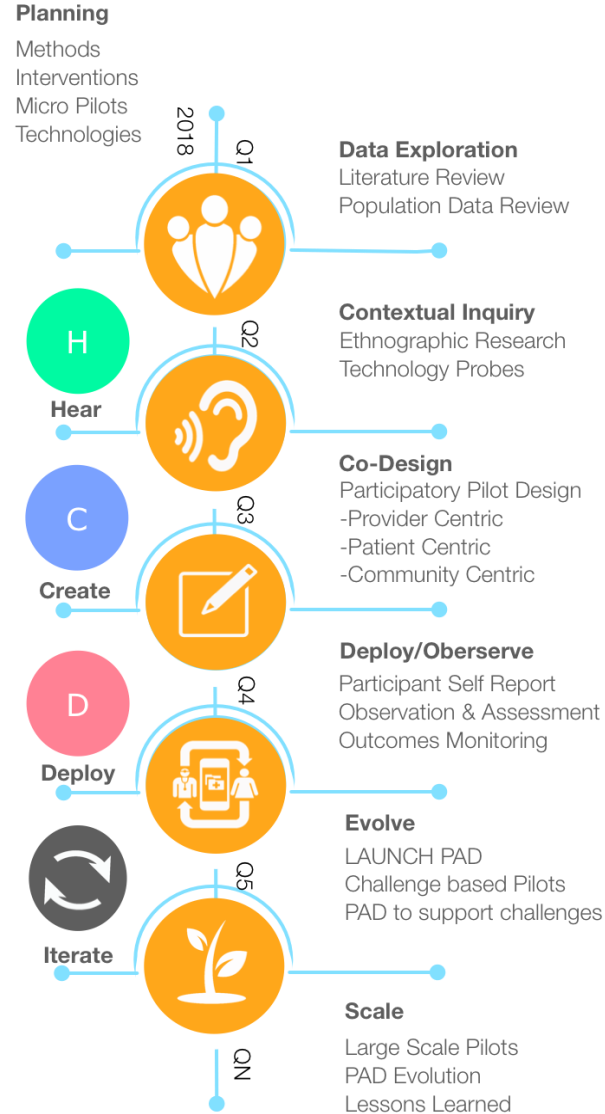 Planning
Methods
Interventions
Micro Pilots
Technologies
2018
Q1
Data Exploration
Literature Review
Population Data Review
H
Hear
Q2
Contextual Inquiry
Ethnographic Research
Technology Probes
C
Create
Q3
Co-Design
Participatory Pilot Design
-Provider Centric
-Patient Centric
-Community Centric
D
Deploy
Q4
Deploy/Oberserve
Participant Self Report
Observation & Assessment
Outcomes Monitoring
Iterate
Q5
Evolve
LAUNCH PAD
Challenge based Pilots
PAD to support challenges
QN
Scale
Large Scale Pilots
PAD Evolution
Lessons Learned